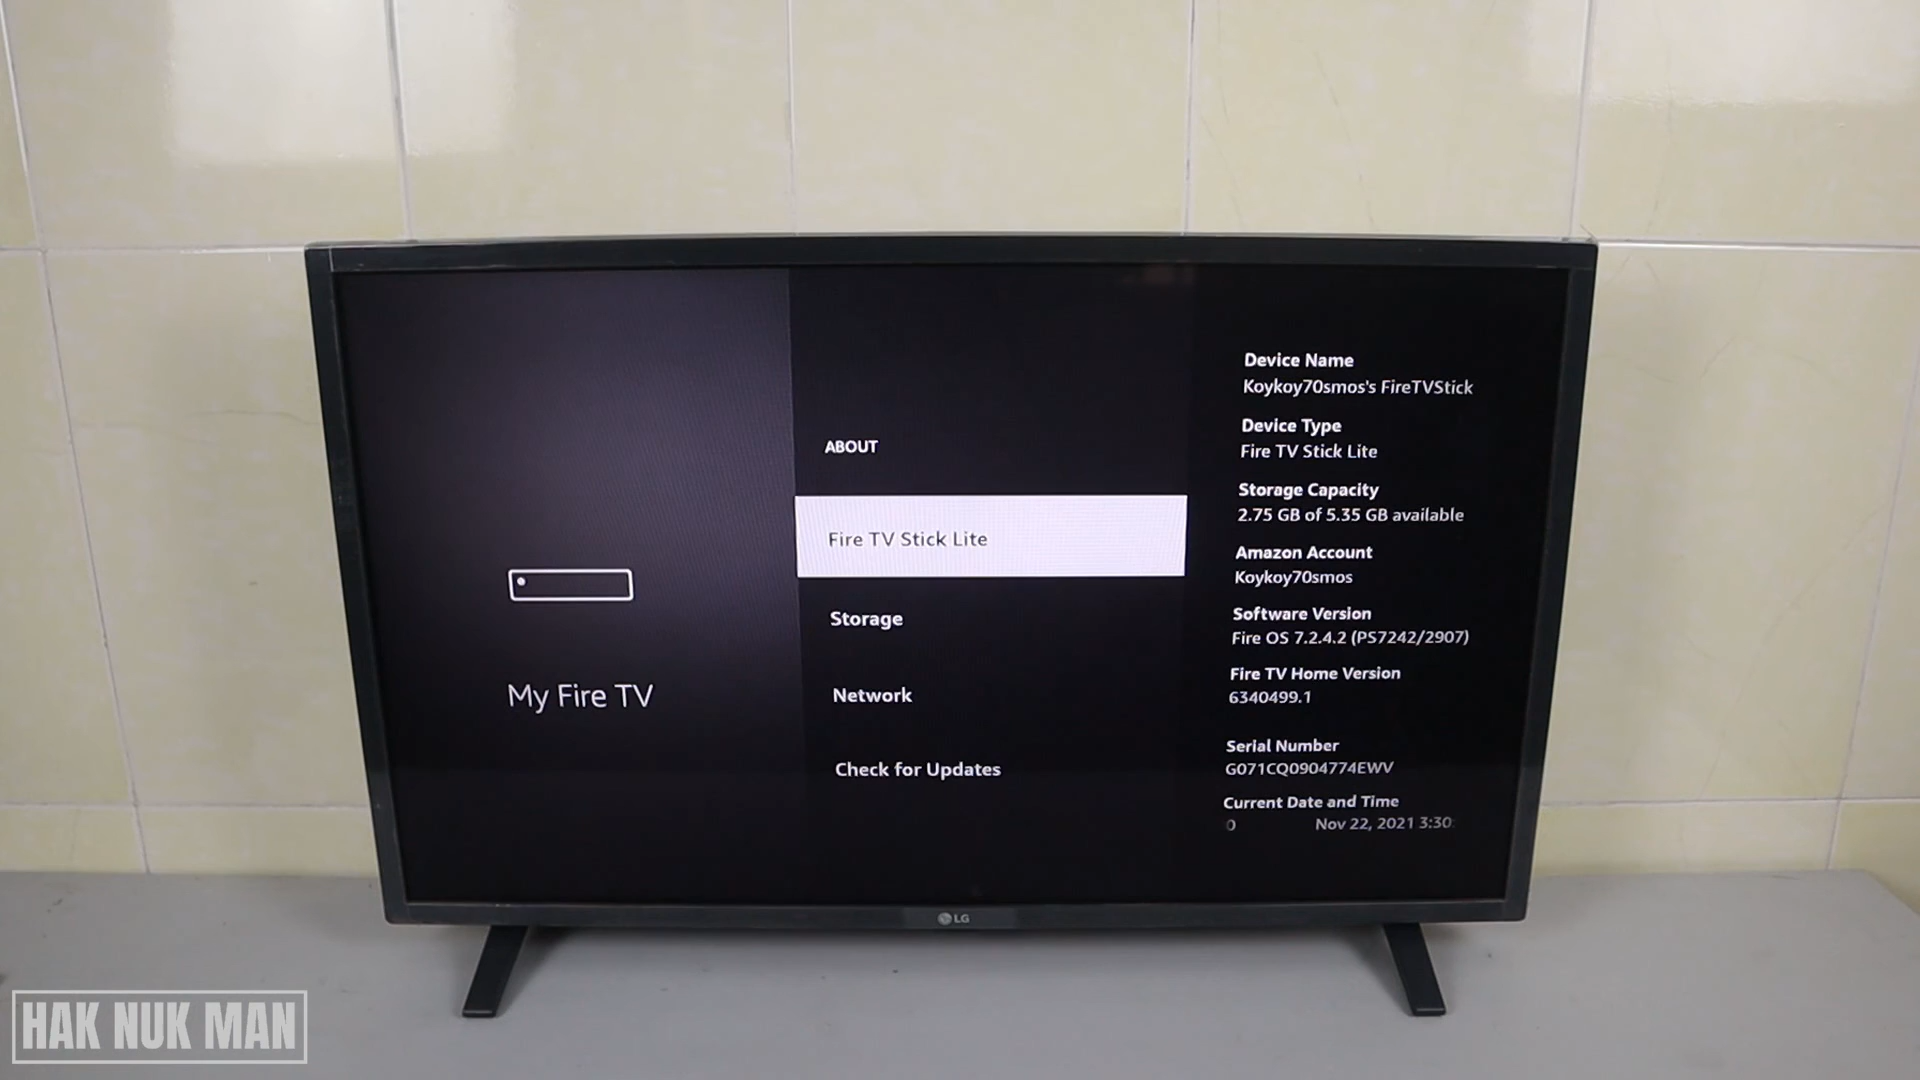 My Fire TV
ABOUT
Fire TV Stick Lite
Storage
Network
Check for Updates
Device Name
Koykoy70smos's FireTVStick
Device Type
Fire TV Stick Lite
Storage Capacity
2.75 GB of 5.35 GB available
Amazon Account
Koykoy70smos
Software Version
Fire OS 7.2.4.2 (PS7242/2907)
Fire TV Home Version
6340499.1
Serial Number
G071CQ0904774EWV
Current Date and Time
0 Nov 22, 2021 3:30
LG
HAK NUK MAN